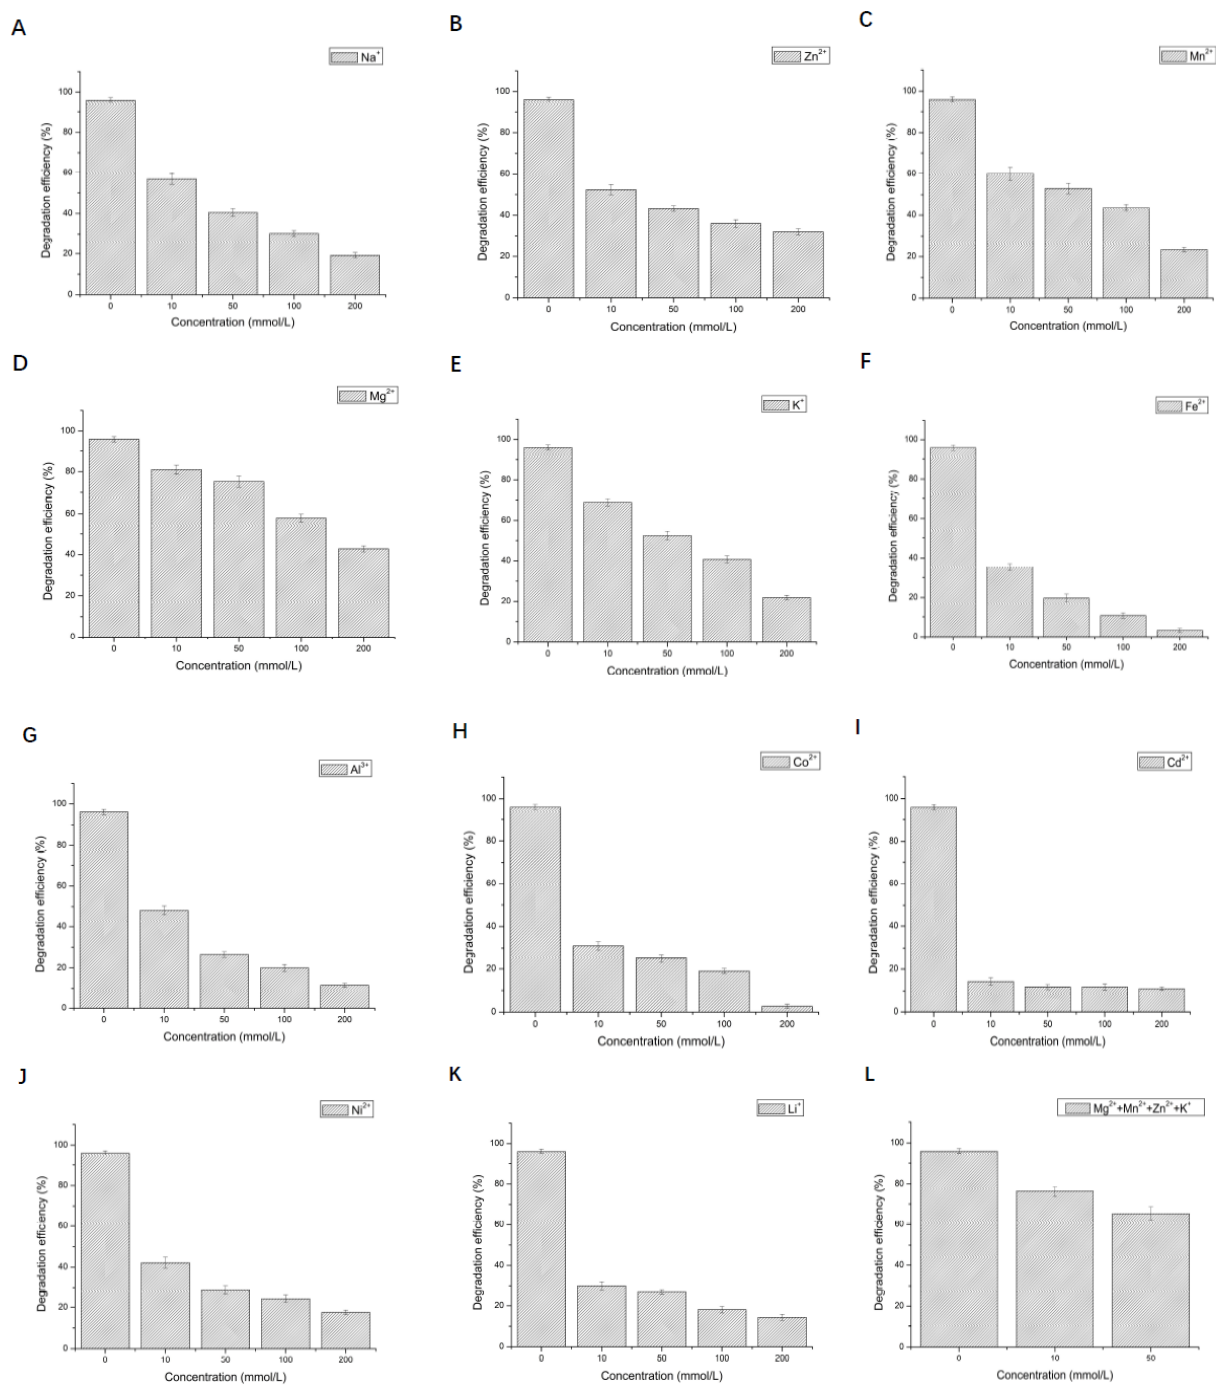 A
Na⁺
Degradation efficiency (%)
100
80
60
40
20
0
0 10 50 100 200
Concentration (mmol/L)
B
Zn²⁺
Degradation efficiency (%)
100
80
60
40
20
0
0 10 50 100 200
Concentration (mmol/L)
C
Mn²⁺
Degradation efficiency (%)
100
80
60
40
20
0
0 10 50 100 200
Concentration (mmol/L)
D
Mg²⁺
Degradation efficiency (%)
100
80
60
40
20
0
0 10 50 100 200
Concentration (mmol/L)
E
K⁺
Degradation efficiency (%)
100
80
60
40
20
0
0 10 50 100 200
Concentration (mmol/L)
F
Fe²⁺
Degradation efficiency (%)
100
80
60
40
20
0
0 10 50 100 200
Concentration (mmol/L)
G
Al³⁺
Degradation efficiency (%)
100
80
60
40
20
0
0 10 50 100 200
Concentration (mmol/L)
H
Co²⁺
Degradation efficiency (%)
100
80
60
40
20
0
0 10 50 100 200
Concentration (mmol/L)
I
Cd²⁺
Degradation efficiency (%)
100
80
60
40
20
0
0 10 50 100 200
Concentration (mmol/L)
J
Ni²⁺
Degradation efficiency (%)
100
80
60
40
20
0
0 10 50 100 200
Concentration (mmol/L)
K
Li⁺
Degradation efficiency (%)
100
80
60
40
20
0
0 10 50 100 200
Concentration (mmol/L)
L
Mg²⁺+Mn²⁺+Zn²⁺+K⁺
Degradation efficiency (%)
100
80
60
40
20
0
0 10 50
Concentration (mmol/L)